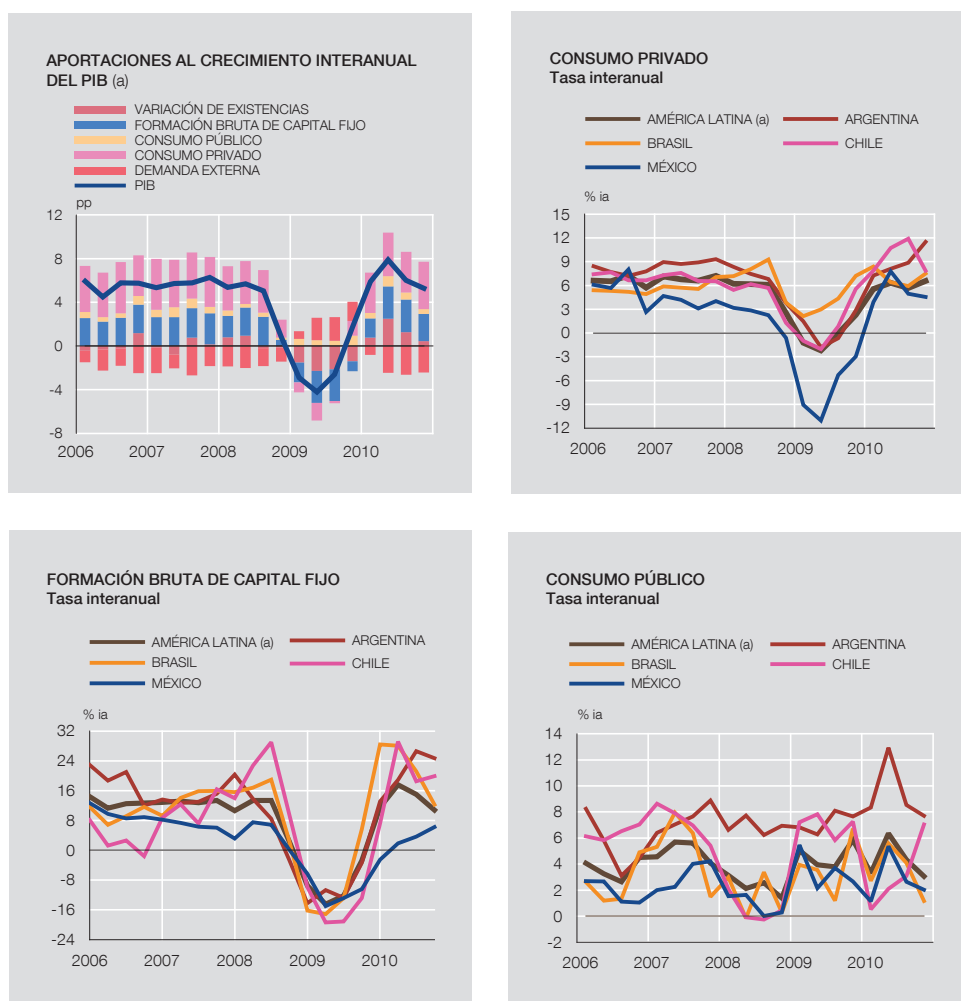 APORTACIONES AL CRECIMIENTO INTERANUAL
DEL PIB (a)
VARIACIÓN DE EXISTENCIAS
FORMACIÓN BRUTA DE CAPITAL FIJO
CONSUMO PÚBLICO
CONSUMO PRIVADO
DEMANDA EXTERNA
PIB
pp
12
8
4
0
-4
-8
2006 2007 2008 2009 2010
CONSUMO PRIVADO
Tasa interanual
AMÉRICA LATINA (a) ARGENTINA
BRASIL CHILE
MÉXICO
% ia
15
12
9
6
3
0
-3
-6
-9
-12
2006 2007 2008 2009 2010
FORMACIÓN BRUTA DE CAPITAL FIJO
Tasa interanual
AMÉRICA LATINA (a) ARGENTINA
BRASIL CHILE
MÉXICO
% ia
32
24
16
8
0
-8
-16
-24
2006 2007 2008 2009 2010
CONSUMO PÚBLICO
Tasa interanual
AMÉRICA LATINA (a) ARGENTINA
BRASIL CHILE
MÉXICO
% ia
14
12
10
8
6
4
2
0
-2
2006 2007 2008 2009 2010